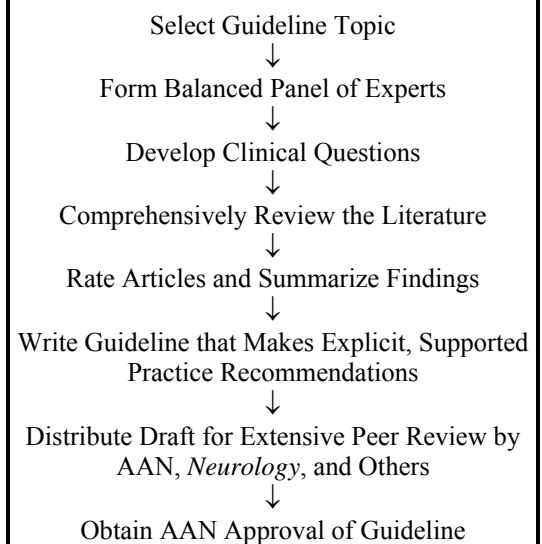 Select Guideline Topic
↓
Form Balanced Panel of Experts
↓
Develop Clinical Questions
↓
Comprehensively Review the Literature
↓
Rate Articles and Summarize Findings
↓
Write Guideline that Makes Explicit, Supported
Practice Recommendations
↓
Distribute Draft for Extensive Peer Review by
AAN, Neurology, and Others
↓
Obtain AAN Approval of Guideline